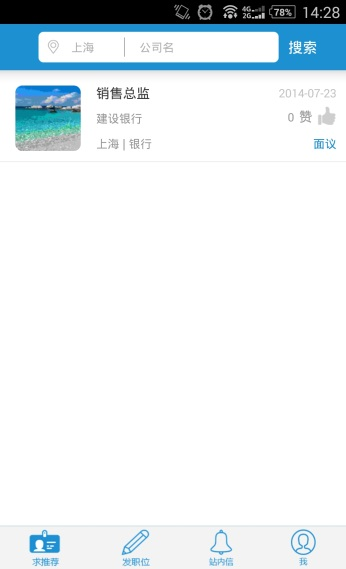 4G
2G
78%
14:28
上海
公司名
搜索
销售总监
2014-07-23
建设银行
0 赞
上海 | 银行
面议
求推荐
发职位
站内信
我